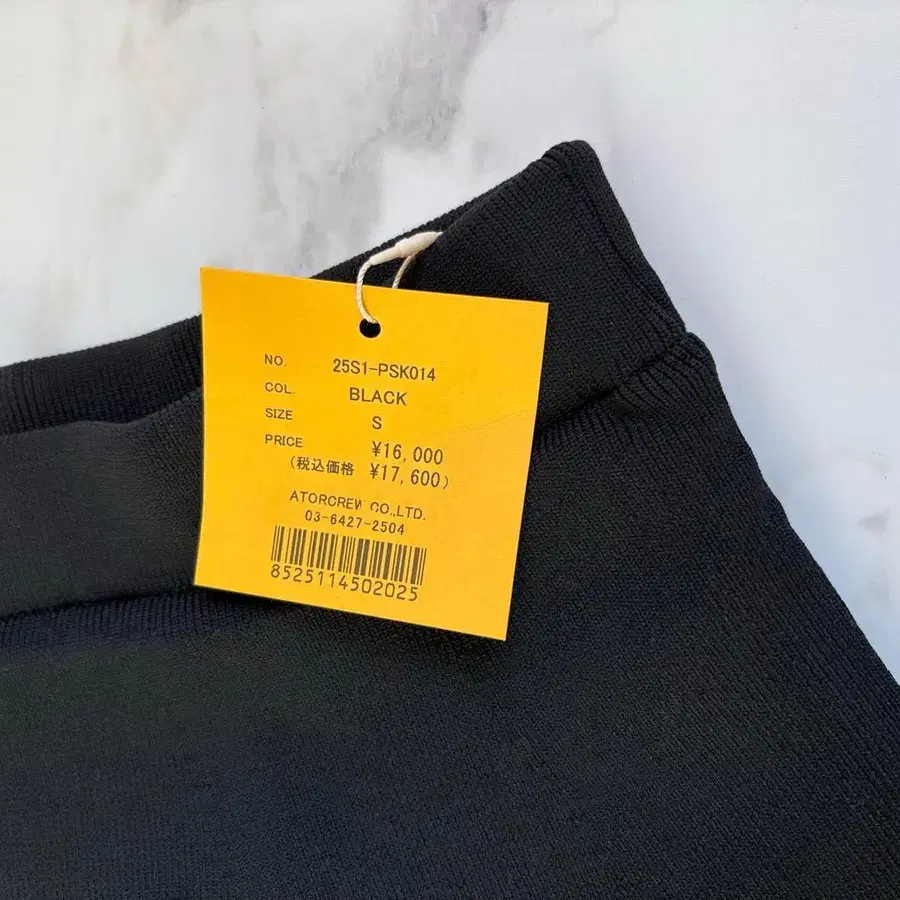 NO. 25S1-PSK014
COL. BLACK
SIZE S
PRICE ¥16,000
(税込価格 ¥17,600)
ATORCREW CO.,LTD.
03-6427-2504
8525114502025